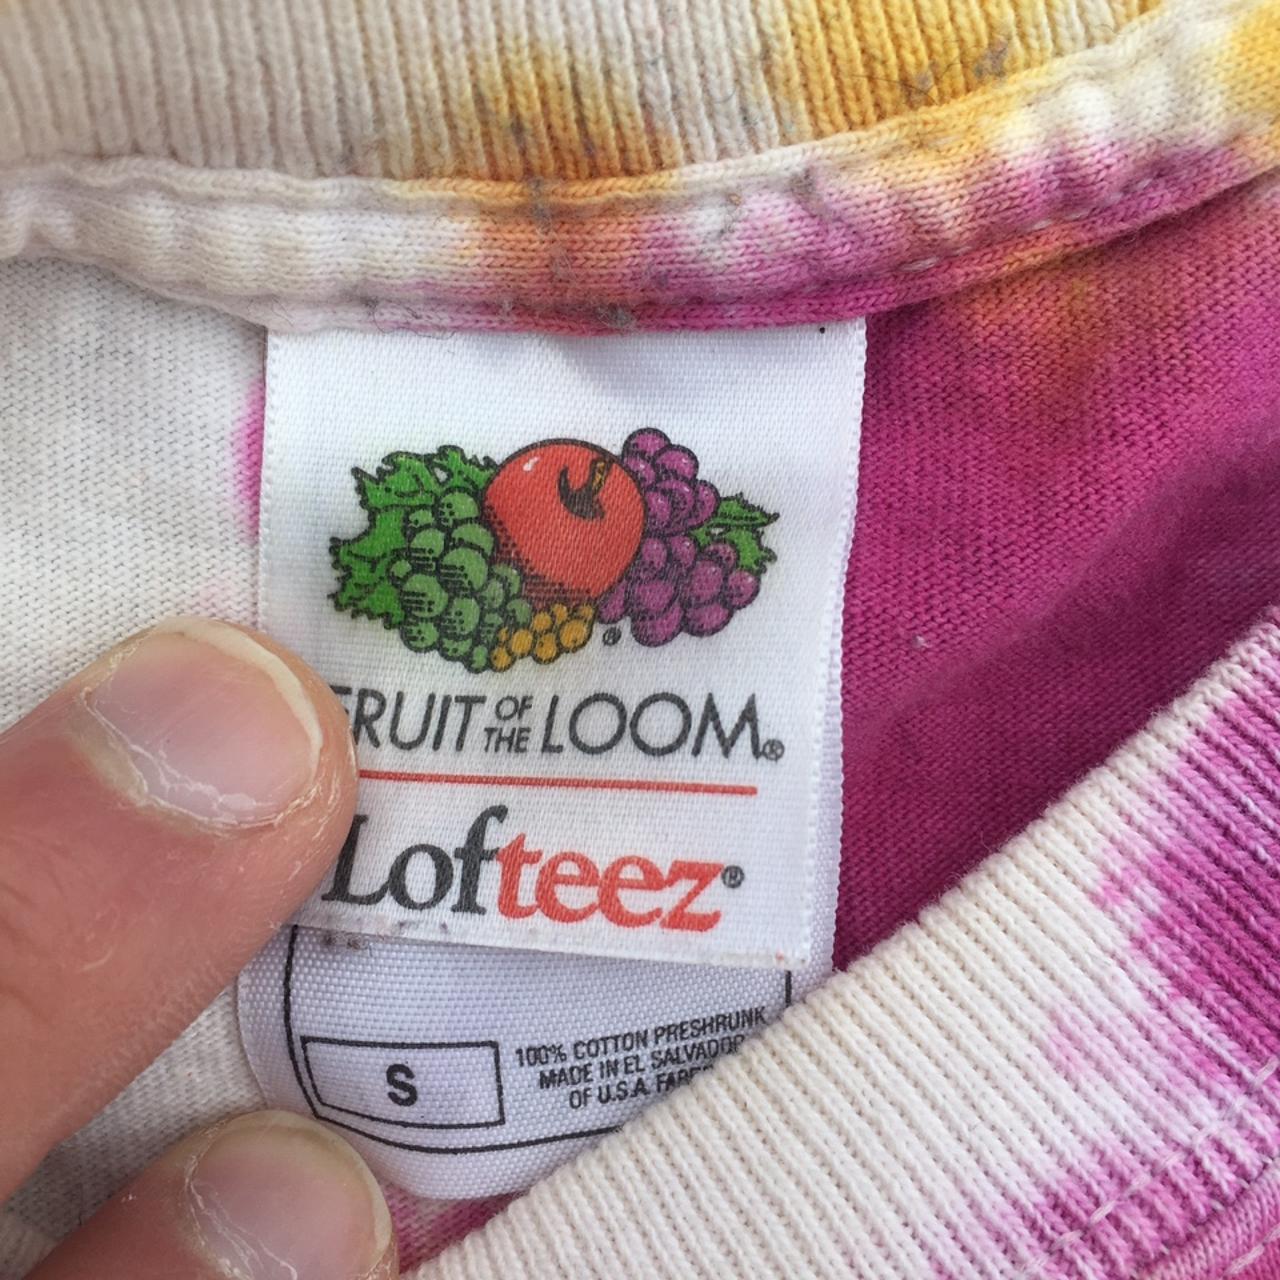 FRUIT OF THE LOOM®
Lofteez®
S
100% COTTON PRESHRUNK
MADE IN EL SALVADOR
OF U.S.A.